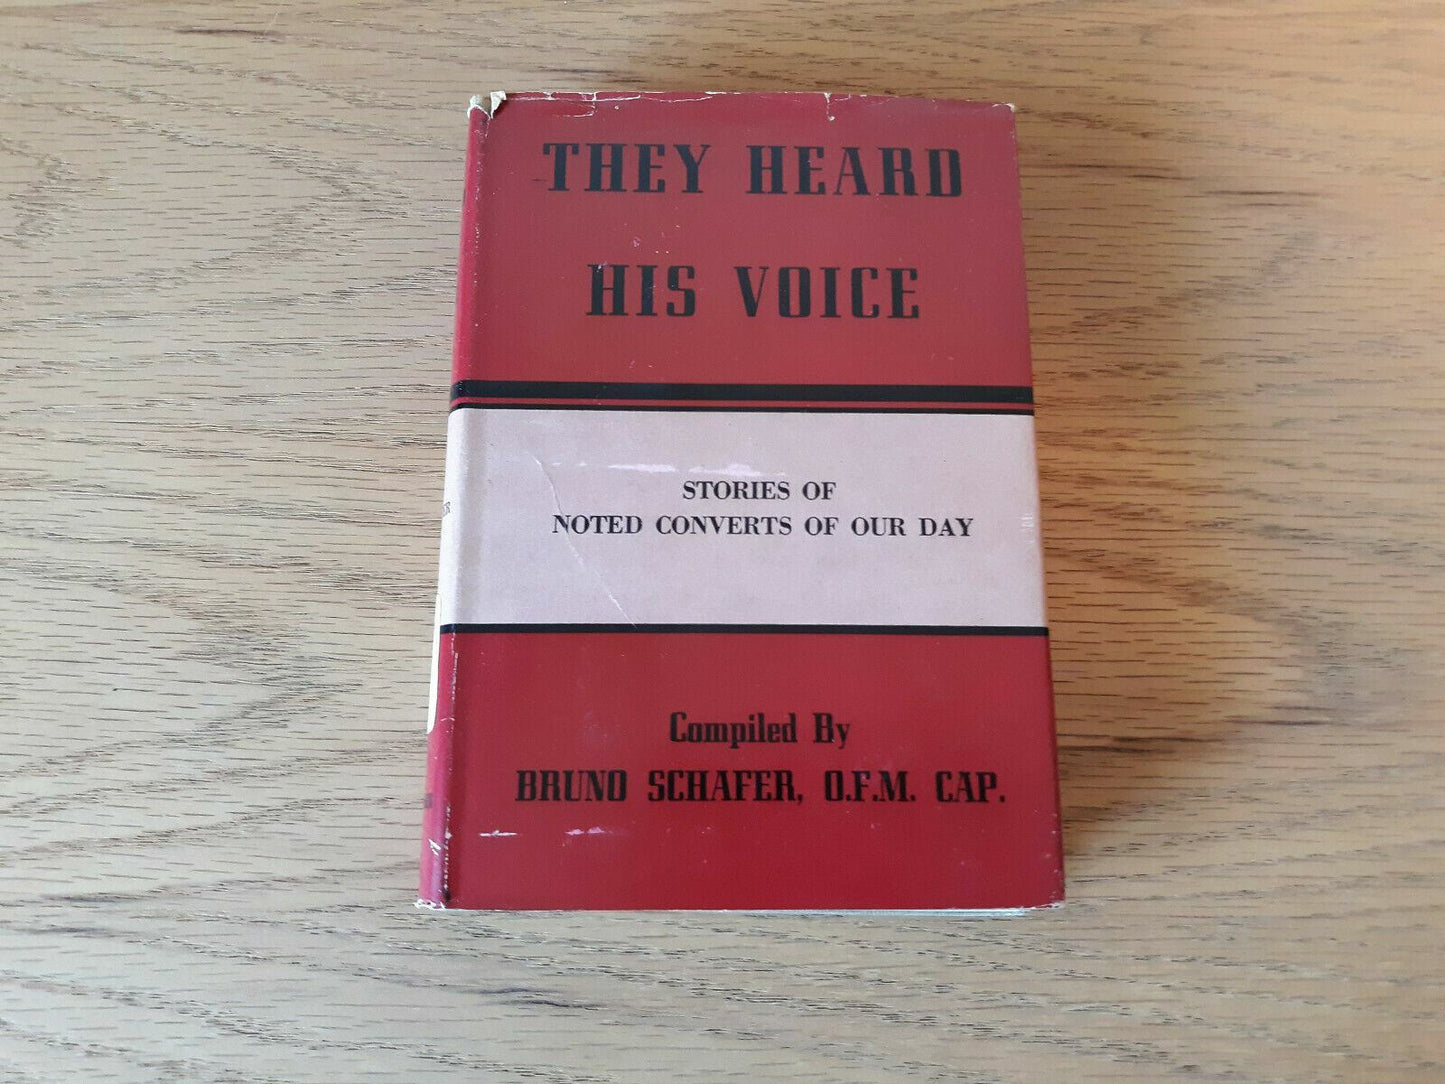 THEY HEARD
HIS VOICE
STORIES OF
NOTED CONVERTS OF OUR DAY
Compiled By
BRUNO SCHAFER, O.F.M. CAP.